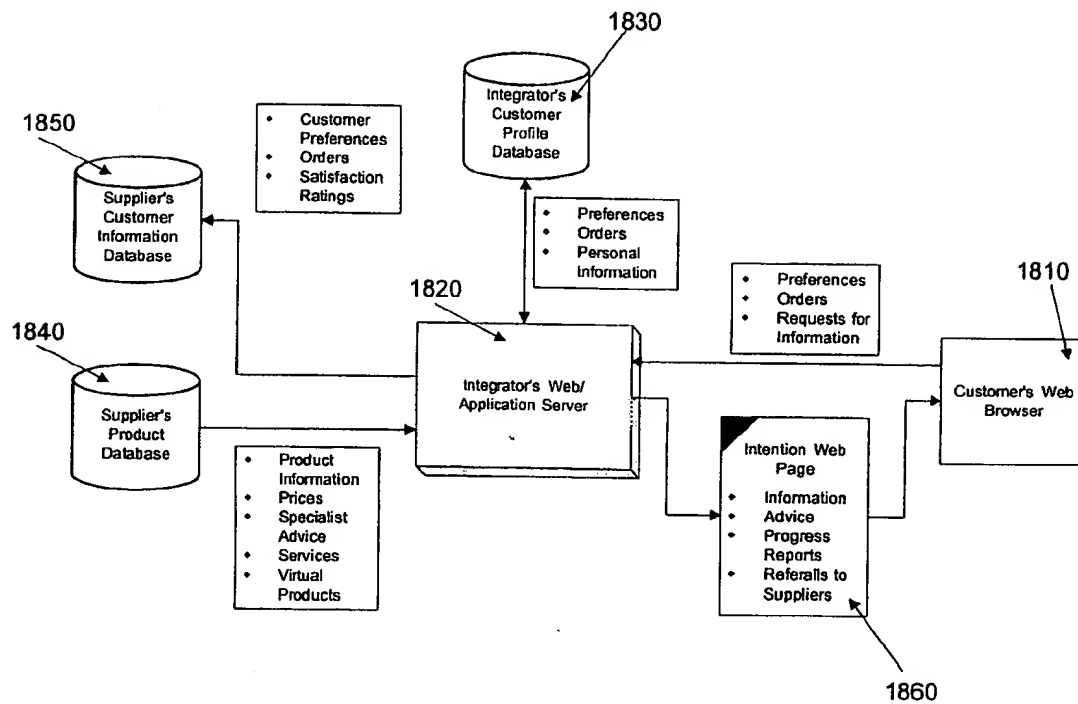 1830
Integrator's
Customer
Profile
Database
1850
• Customer
Preferences
• Orders
• Satisfaction
Ratings
Supplier's
Customer
Information
Database
• Preferences
• Orders
• Personal
Information
1820
• Preferences
• Orders
• Requests for
Information
1810
1840
Supplier's
Product
Database
Integrator's Web/
Application Server
Customer's Web
Browser
• Product
Information
• Prices
• Specialist
Advice
• Services
• Virtual
Products
Intention Web
Page
• Information
• Advice
• Progress
Reports
• Referalls to
Suppliers
1860